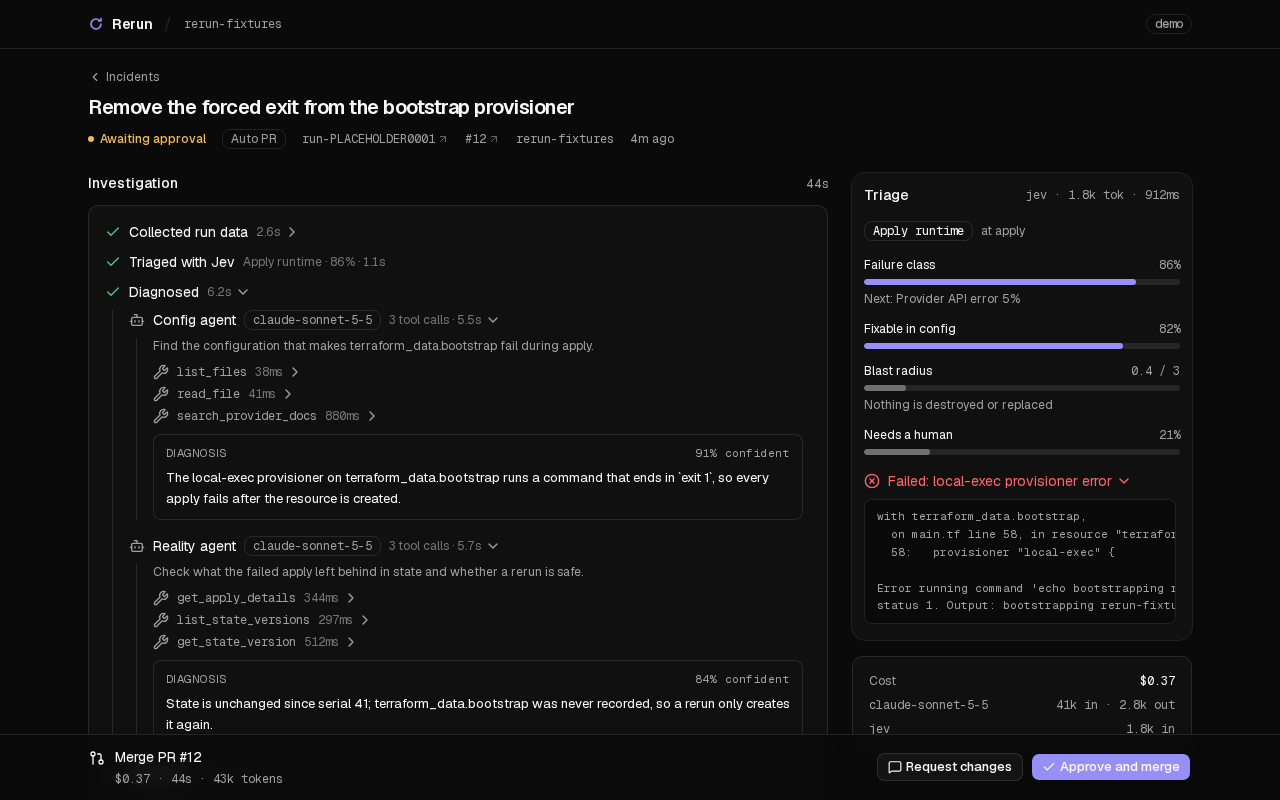 Rerun / rerun-fixtures
demo
Incidents
Remove the forced exit from the bootstrap provisioner
Awaiting approval Auto PR run-PLACEHOLDER0001 #12 rerun-fixtures 4m ago
Investigation 44s
Collected run data 2.6s
Triaged with Jev Apply runtime · 86% · 1.1s
Diagnosed 6.2s
Config agent claude-sonnet-5-5 3 tool calls · 5.5s
Find the configuration that makes terraform_data.bootstrap fail during apply.
list_files 38ms
read_file 41ms
search_provider_docs 880ms
DIAGNOSIS 91% confident
The local-exec provisioner on terraform_data.bootstrap runs a command that ends in `exit 1`, so every
apply fails after the resource is created.
Reality agent claude-sonnet-5-5 3 tool calls · 5.7s
Check what the failed apply left behind in state and whether a rerun is safe.
get_apply_details 344ms
list_state_versions 297ms
get_state_version 512ms
DIAGNOSIS 84% confident
State is unchanged since serial 41; terraform_data.bootstrap was never recorded, so a rerun only creates
it again.
Triage jev · 1.8k tok · 912ms
Apply runtime at apply
Failure class 86%
Next: Provider API error 5%
Fixable in config 82%
Blast radius 0.4 / 3
Nothing is destroyed or replaced
Needs a human 21%
Failed: local-exec provisioner error
with terraform_data.bootstrap,
on main.tf line 58, in resource "terrafor
58: provisioner "local-exec" {
Error running command 'echo bootstrapping r
status 1. Output: bootstrapping rerun-fixtu
Cost $0.37
claude-sonnet-5-5 41k in · 2.8k out
jev 1.8k in
Merge PR #12
$0.37 · 44s · 43k tokens
Request changes
Approve and merge